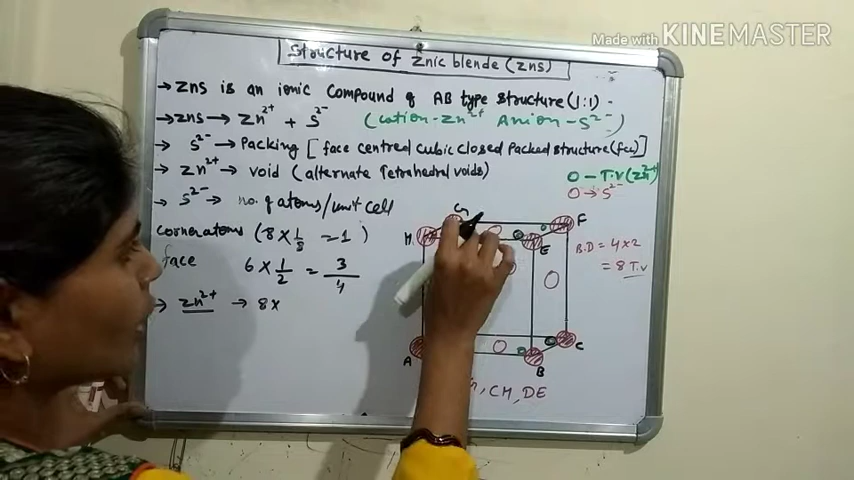 Made with KINEMASTER
Structure of Znic blende (ZnS)
→ ZnS is an ionic compound of AB type structure (1:1) -
→ ZnS → Zn²⁺ + S²⁻ (cation - Zn²⁺ Anion - S²⁻)
→ S²⁻ → Packing [face centred cubic closed Packed structure (fcc)]
→ Zn²⁺ → void (alternate Tetrahedral voids)
O - T.V (Zn²⁺)
O → S²⁻
→ S²⁻ → no. of atoms/unit cell
corner atoms (8 × 1/8 = 1)
face 6 × 1/2 = 3
4
→ Zn²⁺ → 8×
G
F
H
E
A
B
C
B.D = 4 × 2
= 8 T.V
, CH, DE